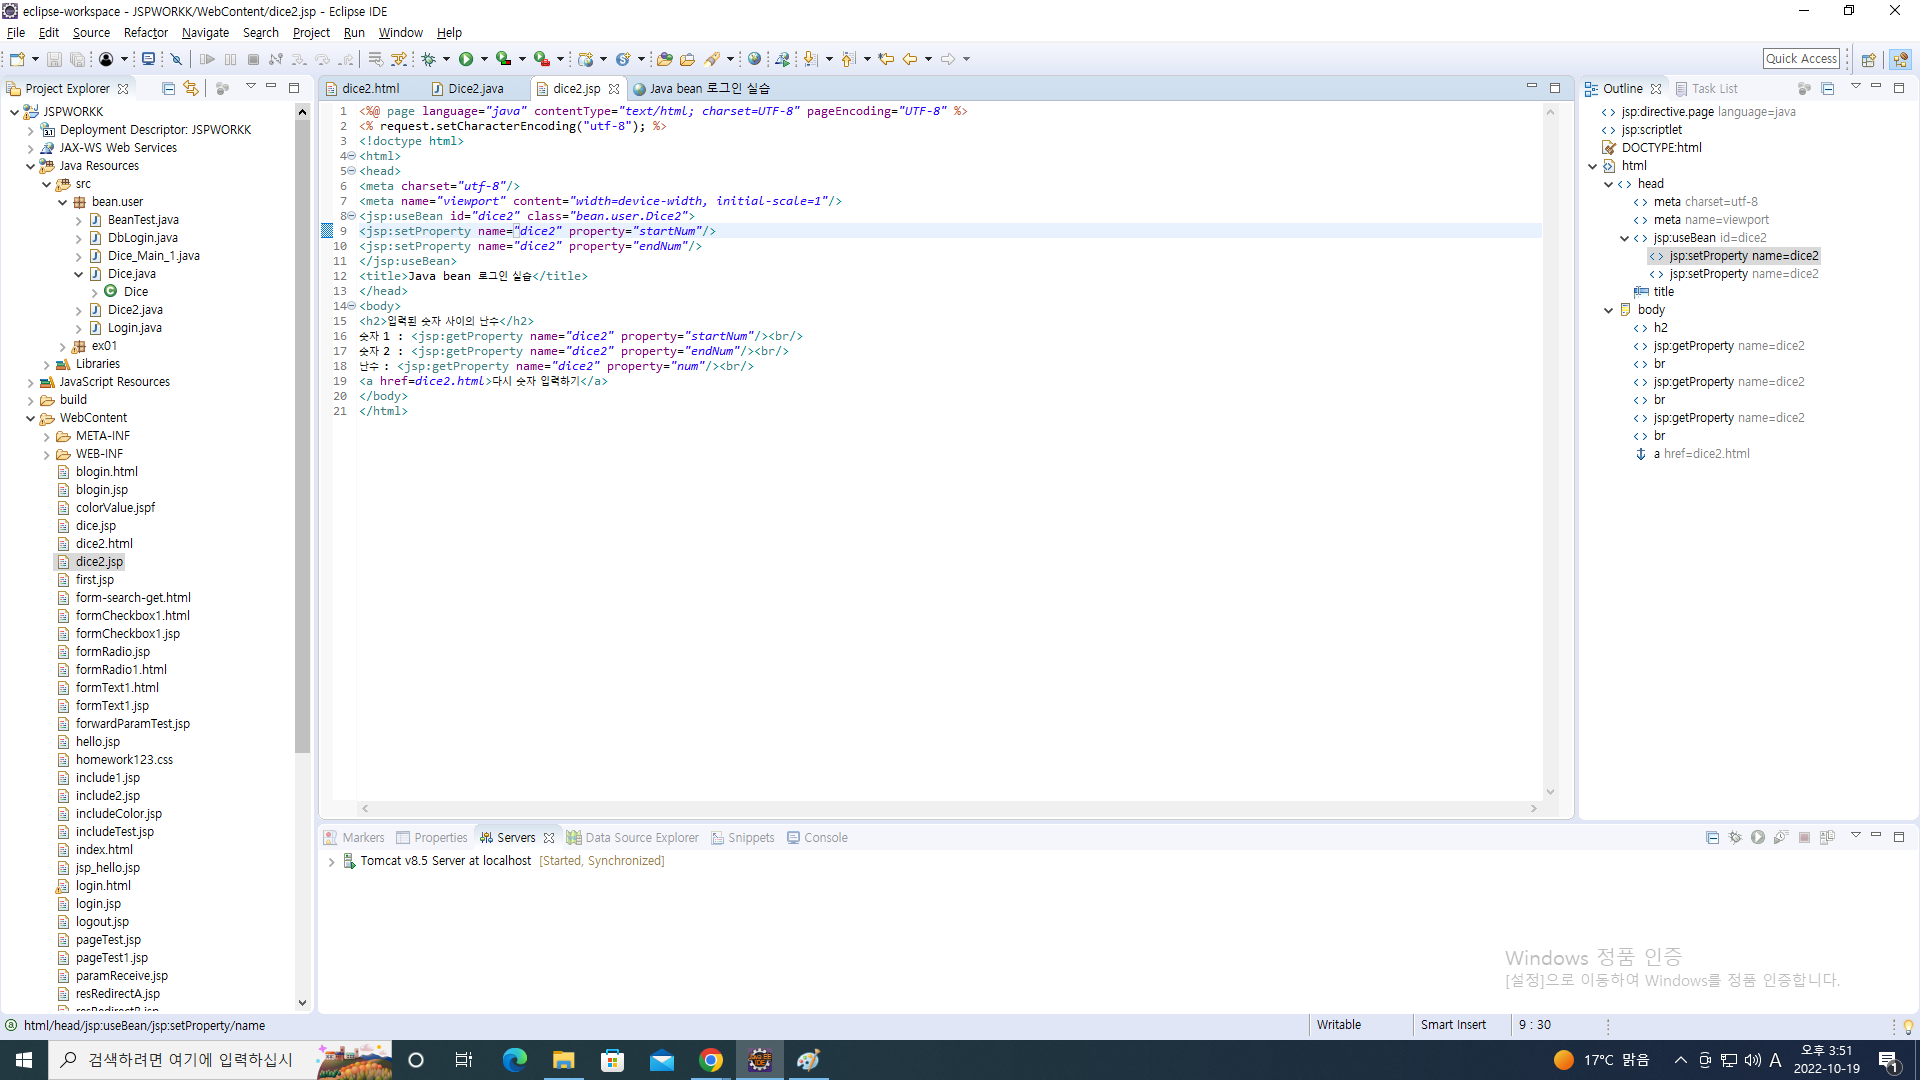 eclipse-workspace - JSPWORKK/WebContent/dice2.jsp - Eclipse IDE
File Edit Source Refactor Navigate Search Project Run Window Help
Quick Access
Project Explorer
JSPWORKK
Deployment Descriptor: JSPWORKK
JAX-WS Web Services
Java Resources
src
bean.user
BeanTest.java
DbLogin.java
Dice_Main_1.java
Dice.java
Dice
Dice2.java
Login.java
ex01
Libraries
JavaScript Resources
build
WebContent
META-INF
WEB-INF
blogin.html
blogin.jsp
colorValue.jspf
dice.jsp
dice2.html
dice2.jsp
first.jsp
form-search-get.html
formCheckbox1.html
formCheckbox1.jsp
formRadio.jsp
formRadio1.html
formText1.html
formText1.jsp
forwardParamTest.jsp
hello.jsp
homework123.css
include1.jsp
include2.jsp
includeColor.jsp
includeTest.jsp
index.html
jsp_hello.jsp
login.html
login.jsp
logout.jsp
pageTest.jsp
pageTest1.jsp
paramReceive.jsp
resRedirectA.jsp
resRedirectB.jsp
dice2.html Dice2.java dice2.jsp Java bean 로그인 실습
1 <%@ page language="java" contentType="text/html; charset=UTF-8" pageEncoding="UTF-8" %>
2 <% request.setCharacterEncoding("utf-8"); %>
3 <!doctype html>
4 <html>
5 <head>
6 <meta charset="utf-8"/>
7 <meta name="viewport" content="width=device-width, initial-scale=1"/>
8 <jsp:useBean id="dice2" class="bean.user.Dice2">
9 <jsp:setProperty name="dice2" property="startNum"/>
10 <jsp:setProperty name="dice2" property="endNum"/>
11 </jsp:useBean>
12 <title>Java bean 로그인 실습</title>
13 </head>
14 <body>
15 <h2>입력된 숫자 사이의 난수</h2>
16 숫자 1 : <jsp:getProperty name="dice2" property="startNum"/><br/>
17 숫자 2 : <jsp:getProperty name="dice2" property="endNum"/><br/>
18 난수 : <jsp:getProperty name="dice2" property="num"/><br/>
19 <a href=dice2.html>다시 숫자 입력하기</a>
20 </body>
21 </html>
Outline Task List
jsp:directive.page language=java
jsp:scriptlet
DOCTYPE:html
html
head
meta charset=utf-8
meta name=viewport
jsp:useBean id=dice2
jsp:setProperty name=dice2
jsp:setProperty name=dice2
title
body
h2
jsp:getProperty name=dice2
br
jsp:getProperty name=dice2
br
jsp:getProperty name=dice2
br
a href=dice2.html
Markers Properties Servers Data Source Explorer Snippets Console
Tomcat v8.5 Server at localhost [Started, Synchronized]
Windows 정품 인증
[설정]으로 이동하여 Windows를 정품 인증합니다.
html/head/jsp:useBean/jsp:setProperty/name
Writable Smart Insert 9 : 30
검색하려면 여기에 입력하십시
17°C 맑음
A
오후 3:51
2022-10-19
1